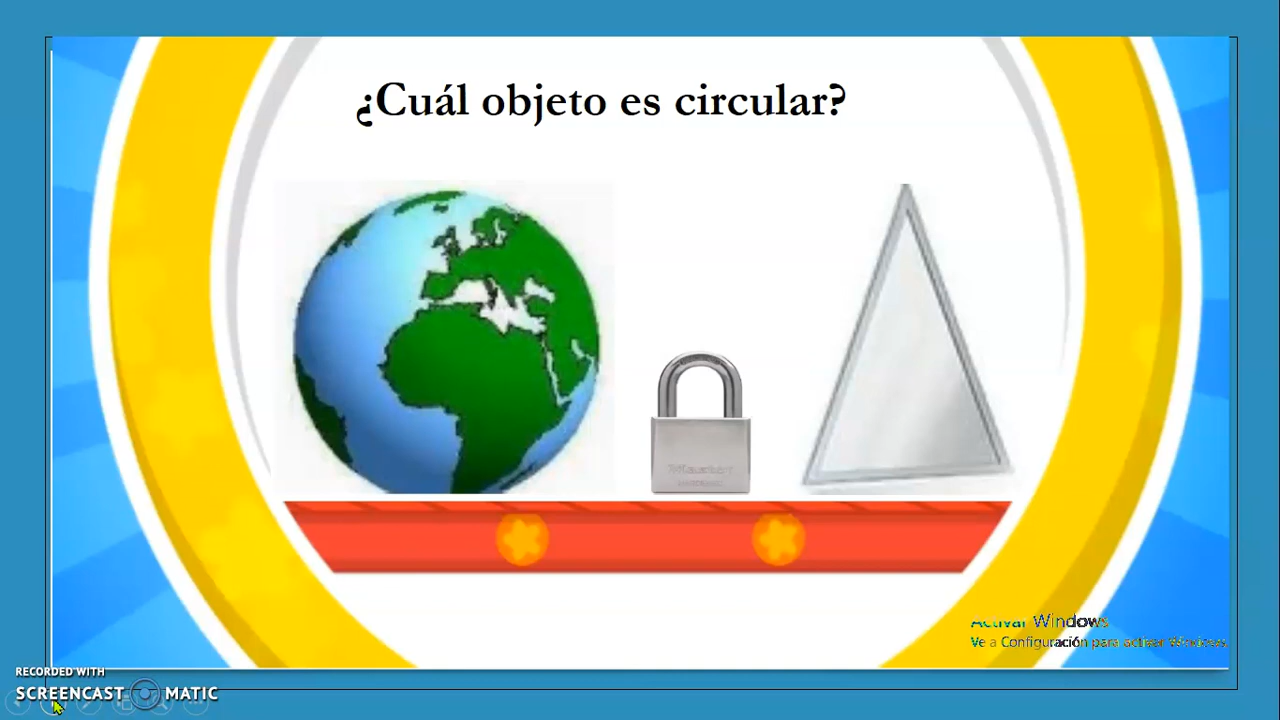 ¿Cuál objeto es circular?
Activar Windows
Ve a Configuración para activar Windows.
RECORDED WITH
SCREENCAST MATIC